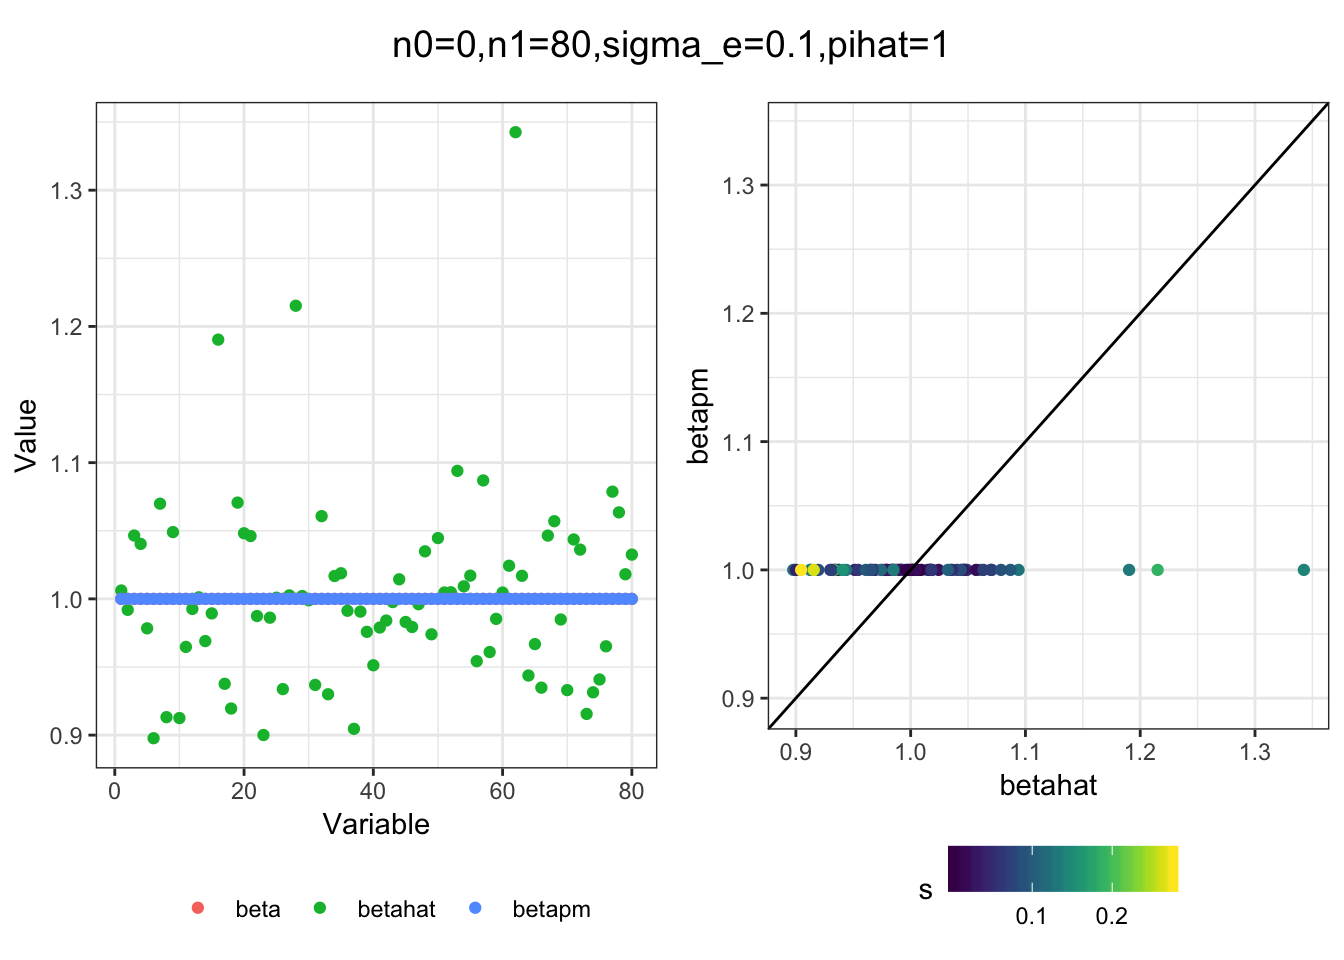 n0=0,n1=80,sigma_e=0.1,pihat=1
Value
1.3
1.2
1.1
1.0
0.9
0 20 40 60 80
Variable
beta betahat betapm
betapm
1.3
1.2
1.1
1.0
0.9
0.9 1.0 1.1 1.2 1.3
betahat
s
0.1 0.2